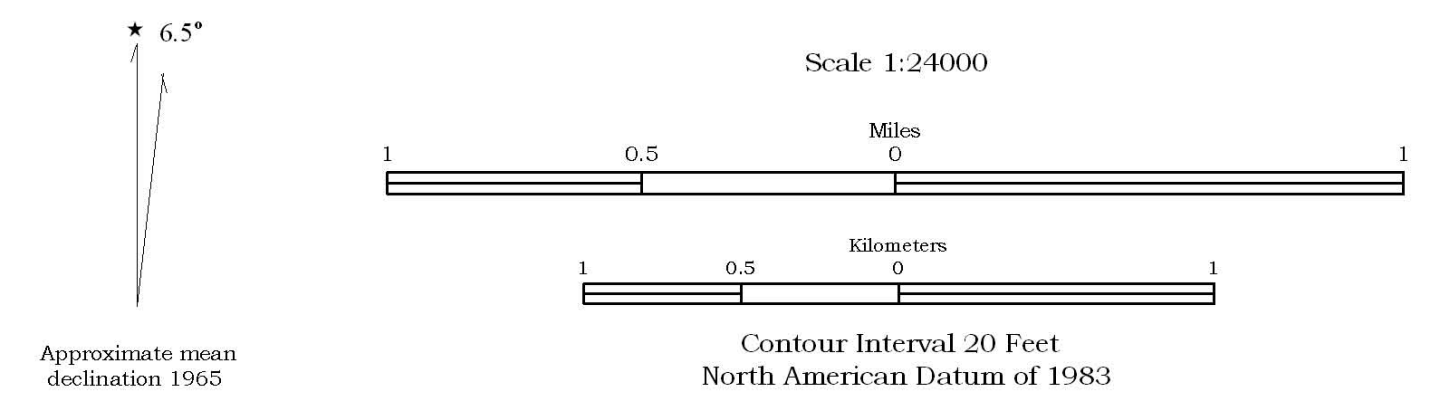 ★ 6.5°
Scale 1:24000
Miles
1 0.5 0 1
Kilometers
1 0.5 0 1
Approximate mean
declination 1965
Contour Interval 20 Feet
North American Datum of 1983